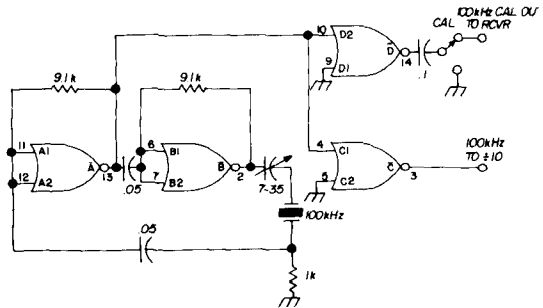 100kHz CAL OUT
TO RCVR
CAL
10 D2
D
14
.1
9 D1
9.1k
9.1k
11 A1
A
13
12 A2
.05
6 B1
B
2
7 B2
7-35
100kHz
4 C1
C
3
5 C2
100kHz
TO ÷10
.05
1k